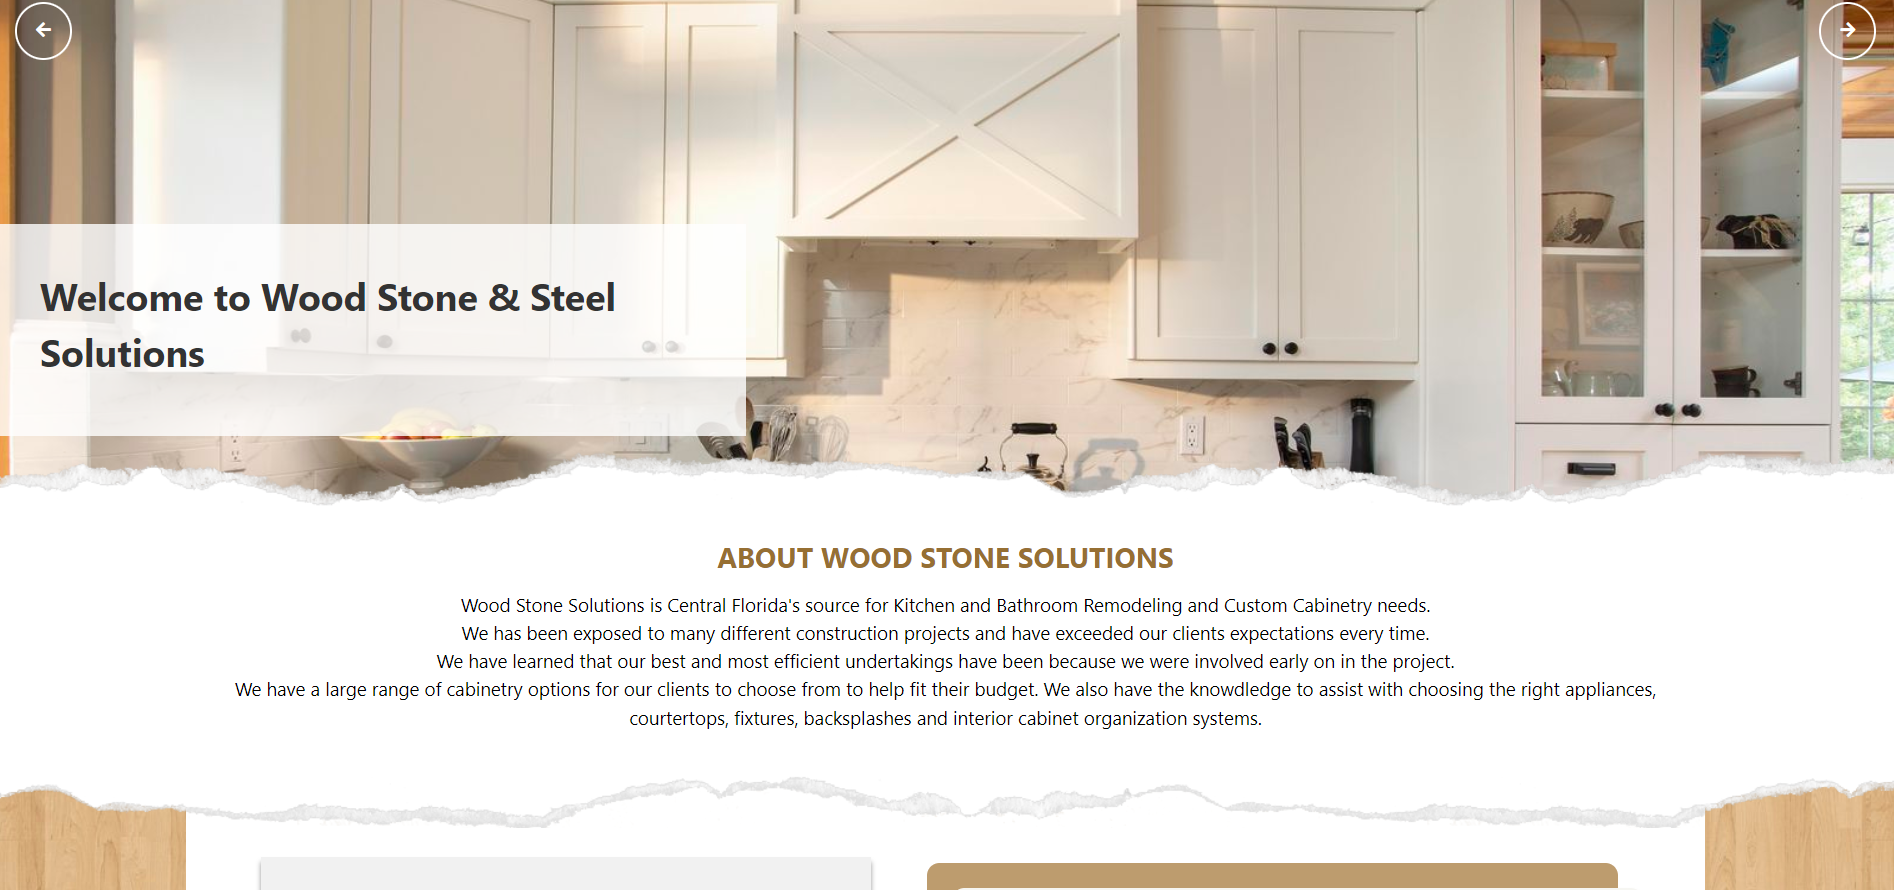 Welcome to Wood Stone & Steel
Solutions
ABOUT WOOD STONE SOLUTIONS
Wood Stone Solutions is Central Florida's source for Kitchen and Bathroom Remodeling and Custom Cabinetry needs.
We has been exposed to many different construction projects and have exceeded our clients expectations every time.
We have learned that our best and most efficient undertakings have been because we were involved early on in the project.
We have a large range of cabinetry options for our clients to choose from to help fit their budget. We also have the knowdledge to assist with choosing the right appliances,
courtertops, fixtures, backsplashes and interior cabinet organization systems.